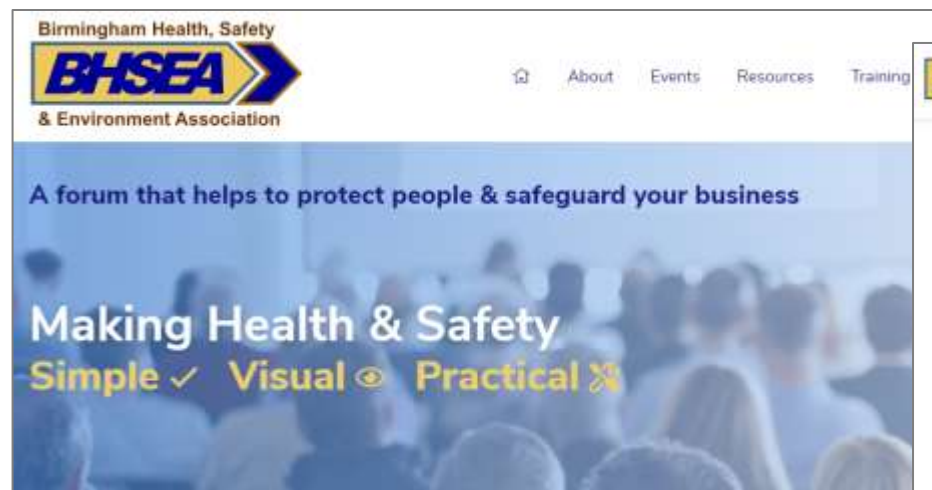 Birmingham Health, Safety
BHSEA
& Environment Association
About Events Resources Training
A forum that helps to protect people & safeguard your business
Making Health & Safety
Simple Visual Practical